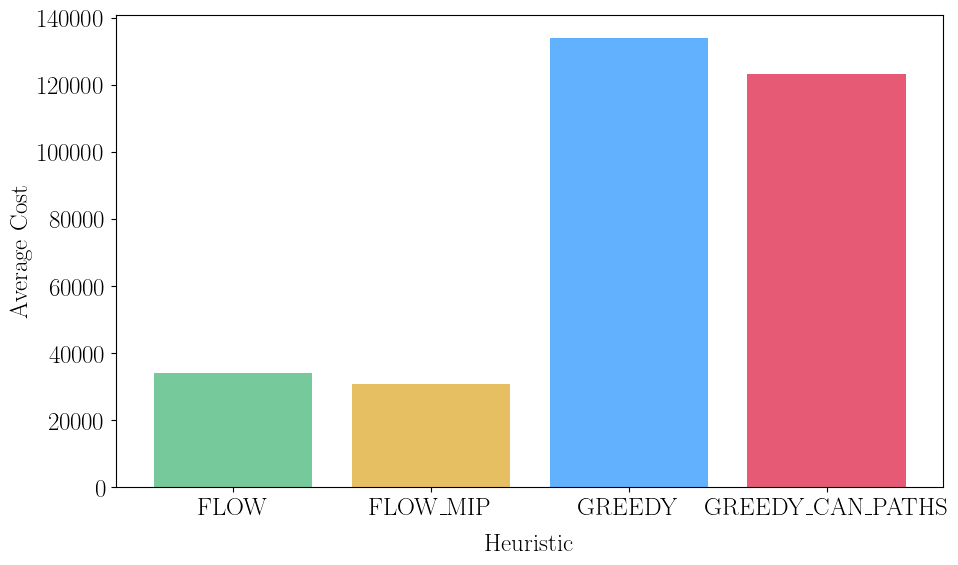 140000
120000
100000
80000
60000
40000
20000
0
Average Cost
FLOW
FLOW_MIP
GREEDY
GREEDY_CAN_PATHS
Heuristic